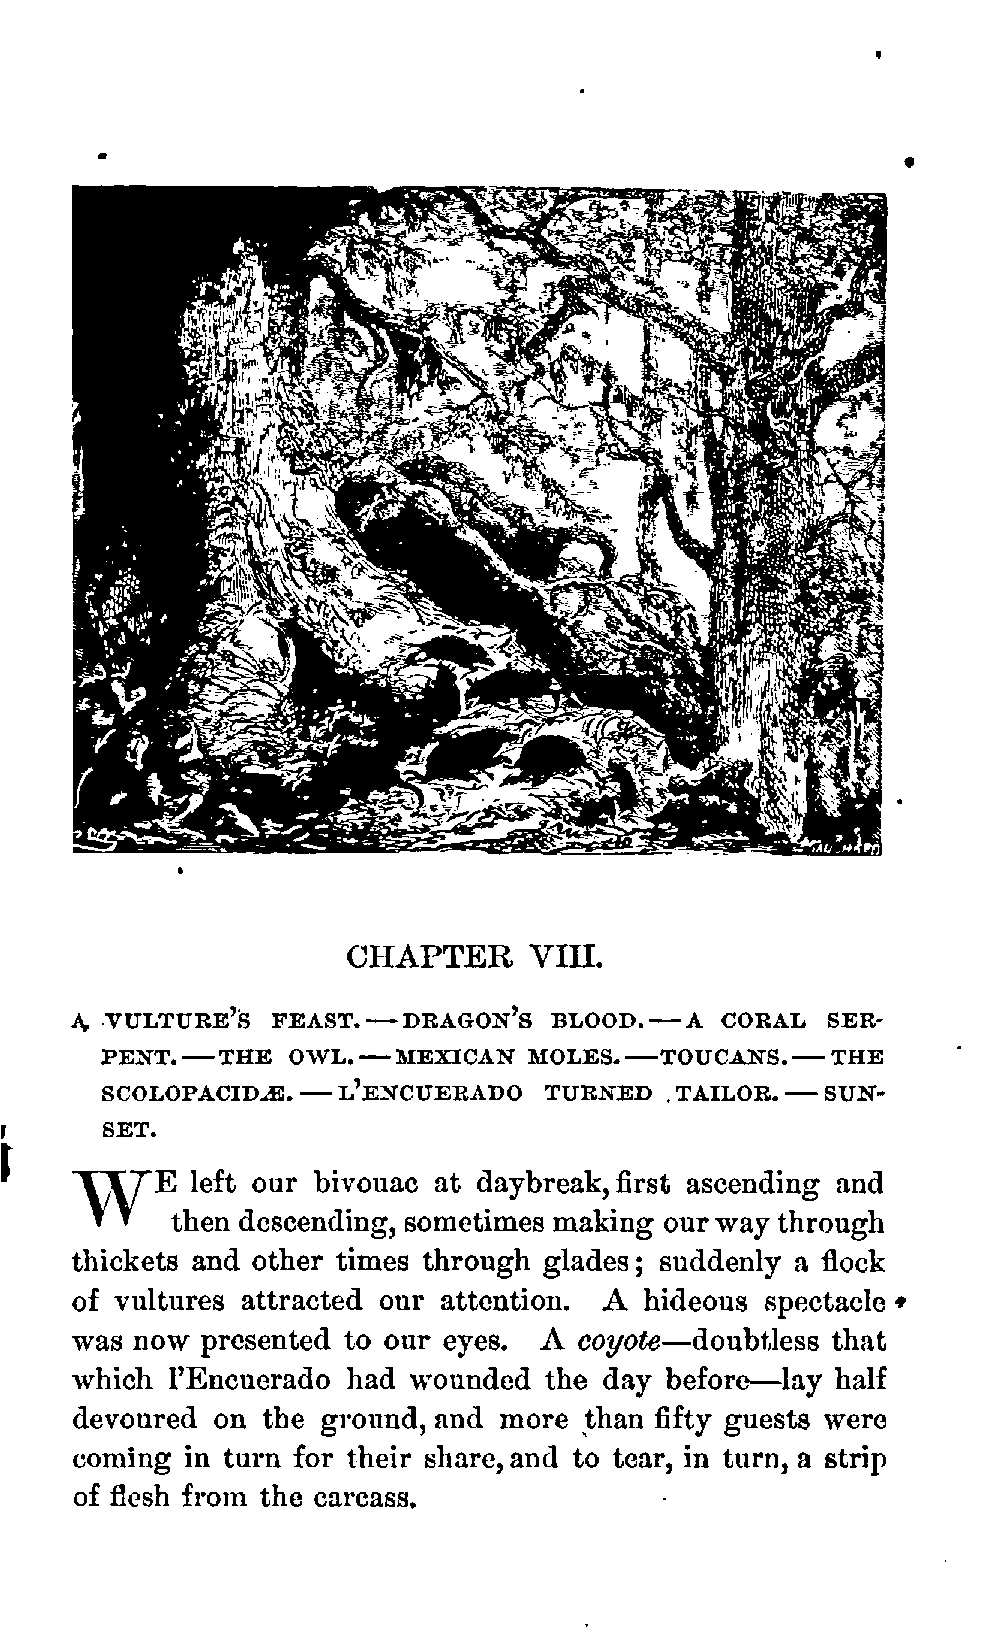 CHAPTER VIII.
A VULTURE'S FEAST.—DRAGON'S BLOOD.—A CORAL SER-
PENT.—THE OWL.—MEXICAN MOLES.—TOUCANS.—THE
SCOLOPACIDÆ.—L'ENCUERADO TURNED TAILOR.—SUN-
SET.
WE left our bivouac at daybreak, first ascending and
then descending, sometimes making our way through
thickets and other times through glades; suddenly a flock
of vultures attracted our attention. A hideous spectacle
was now presented to our eyes. A coyote—doubtless that
which l'Encuerado had wounded the day before—lay half
devoured on the ground, and more than fifty guests were
coming in turn for their share, and to tear, in turn, a strip
of flesh from the carcass.